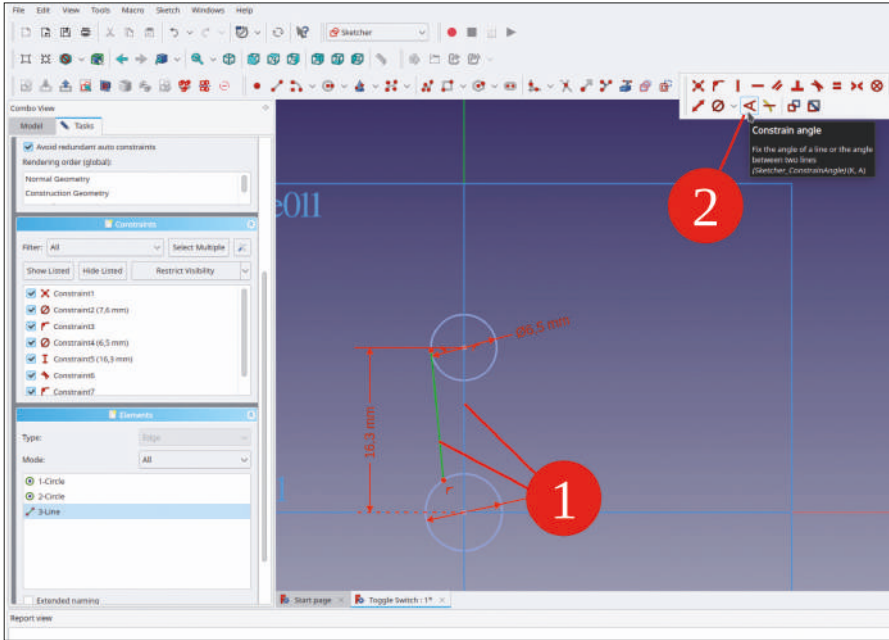 File Edit View Tools Macro Sketch Windows Help
Sketcher
Combo View
Model Tasks
Avoid redundant auto constraints
Rendering order (global):
Normal Geometry
Construction Geometry
Constraints
Filter: All Select Multiple
Show Listed Hide Listed Restrict Visibility
Constraint1
Constraint2 (7,6 mm)
Constraint3
Constraint4 (6,5 mm)
Constraint5 (16,3 mm)
Constraint6
Constraint7
Elements
Type: Edge
Mode: All
1-Circle
2-Circle
3-Line
Extended naming
Constrain angle
Fix the angle of a line or the angle
between two lines
(Sketcher_ConstrainAngle) (K, A)
2
e011
Ø6,5 mm
16,3 mm
1
Start page Toggle Switch : 1*
Report view